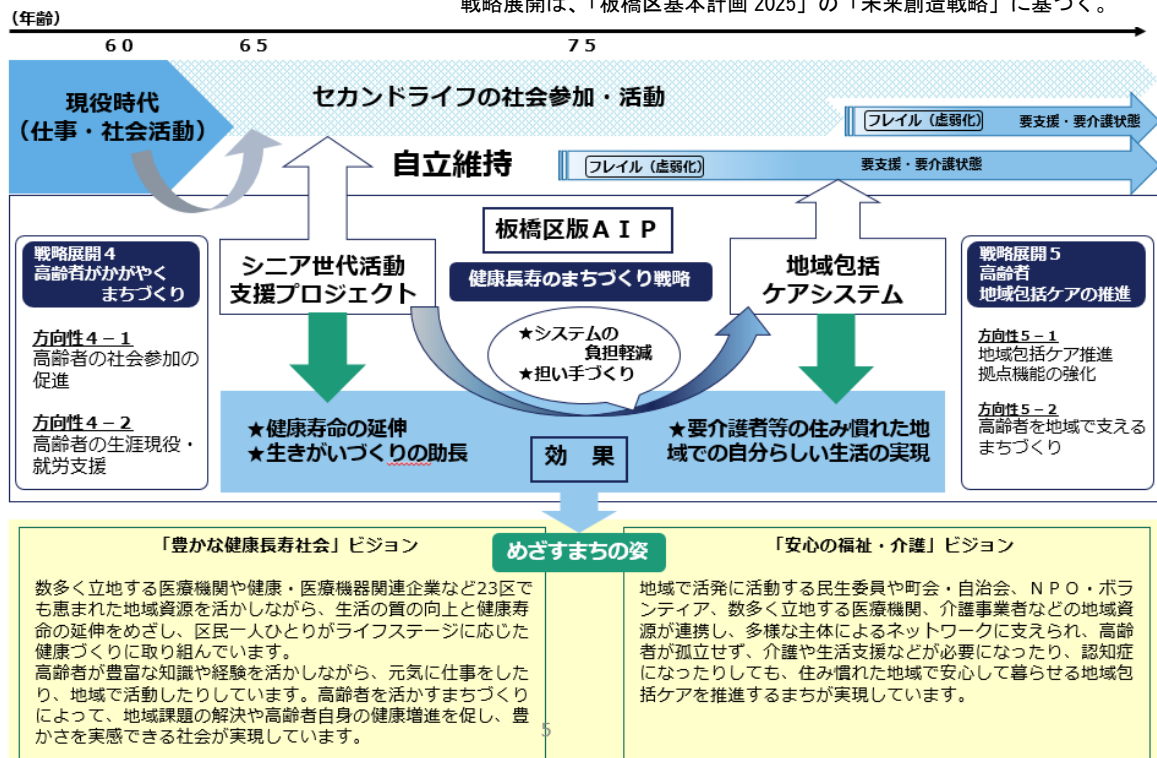 戦略展開は、「板橋区基本計画 2025」の「未来創造戦略」に基づく。
(年齢)
60
65
75
現役時代
(仕事・社会活動)
セカンドライフの社会参加・活動
フレイル(虚弱化)
要支援・要介護状態
自立維持
フレイル(虚弱化)
要支援・要介護状態
板橋区版AIP
戦略展開4
高齢者がかがやく
まちづくり
方向性4-1
高齢者の社会参加の
促進
方向性4-2
高齢者の生涯現役・
就労支援
シニア世代活動
支援プロジェクト
健康長寿のまちづくり戦略
★システムの
負担軽減
★担い手づくり
地域包括
ケアシステム
戦略展開5
高齢者
地域包括ケアの推進
方向性5-1
地域包括ケア推進
拠点機能の強化
方向性5-2
高齢者を地域で支える
まちづくり
★健康寿命の延伸
★生きがいづくりの助長
効 果
★要介護者等の住み慣れた地
域での自分らしい生活の実現
めざすまちの姿
「豊かな健康長寿社会」ビジョン
数多く立地する医療機関や健康・医療機器関連企業など23区で
も恵まれた地域資源を活かしながら、生活の質の向上と健康寿
命の延伸をめざし、区民一人ひとりがライフステージに応じた
健康づくりに取り組んでいます。
高齢者が豊富な知識や経験を活かしながら、元気に仕事をした
り、地域で活動したりしています。高齢者を活かすまちづくり
によって、地域課題の解決や高齢者自身の健康増進を促し、豊
かさを実感できる社会が実現しています。
「安心の福祉・介護」ビジョン
地域で活発に活動する民生委員や町会・自治会、NPO・ボラ
ンティア、数多く立地する医療機関、介護事業者などの地域資
源が連携し、多様な主体によるネットワークに支えられ、高齢
者が孤立せず、介護や生活支援などが必要になったり、認知症
になったりしても、住み慣れた地域で安心して暮らせる地域包
括ケアを推進するまちが実現しています。
5